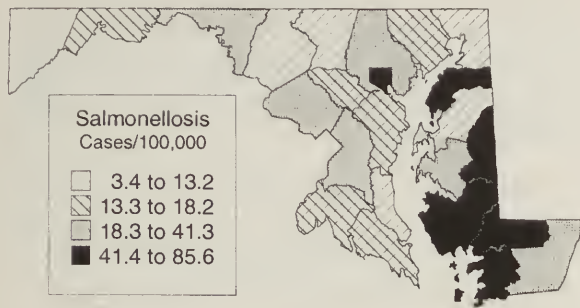 Salmonellosis
Cases/100,000
3.4 to 13.2
13.3 to 18.2
18.3 to 41.3
41.4 to 85.6